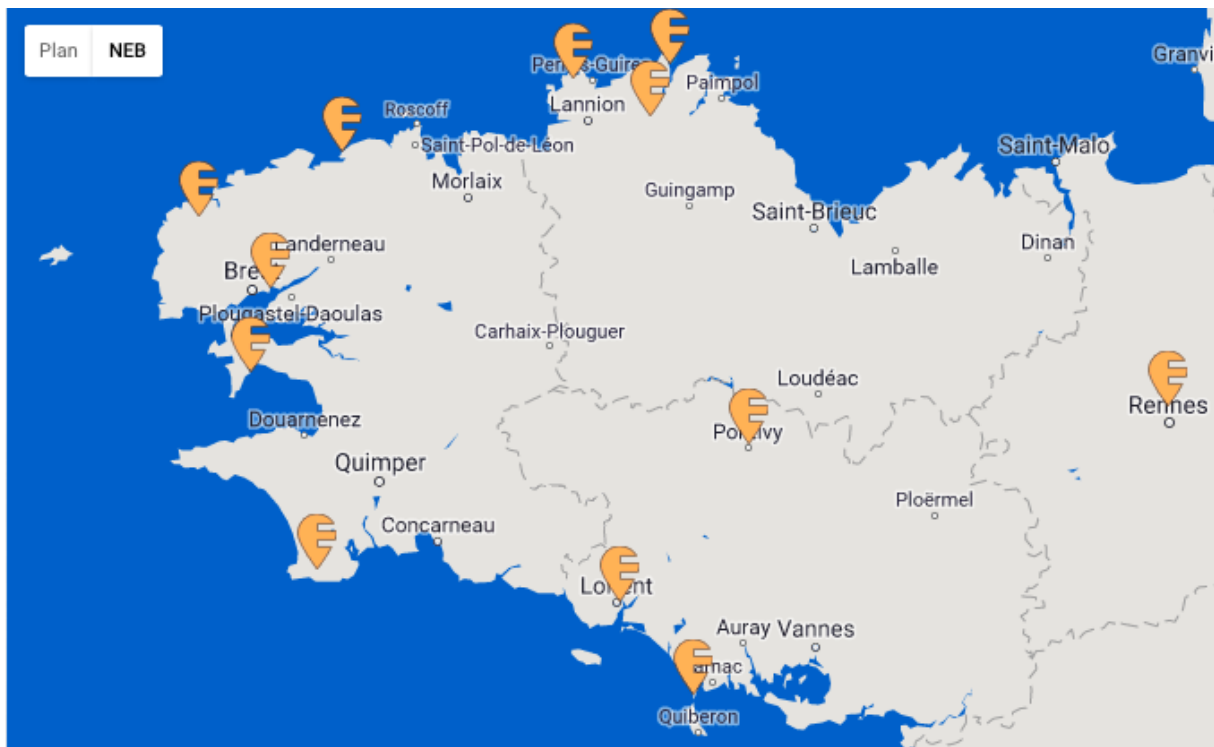 Plan NEB
Granvi
Paimpol
Lannion
Roscoff
Saint-Pol-de-Léon
Saint-Malo
Morlaix
Guingamp
Saint-Brieuc
Dinan
Landerneau
Lamballe
Plougastel-Daoulas
Carhaix-Plouguer
Loudéac
Rennes
Douarnenez
Quimper
Ploërmel
Concarneau
Auray Vannes
Quiberon